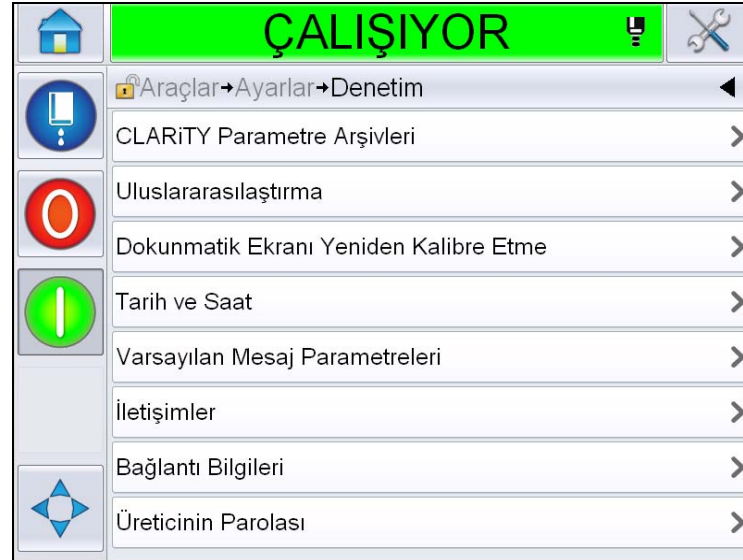 ÇALIŞIYOR
Araçlar→Ayarlar→Denetim
CLARiTY Parametre Arşivleri
Uluslararasılaştırma
Dokunmatik Ekranı Yeniden Kalibre Etme
Tarih ve Saat
Varsayılan Mesaj Parametreleri
İletişimler
Bağlantı Bilgileri
Üreticinin Parolası